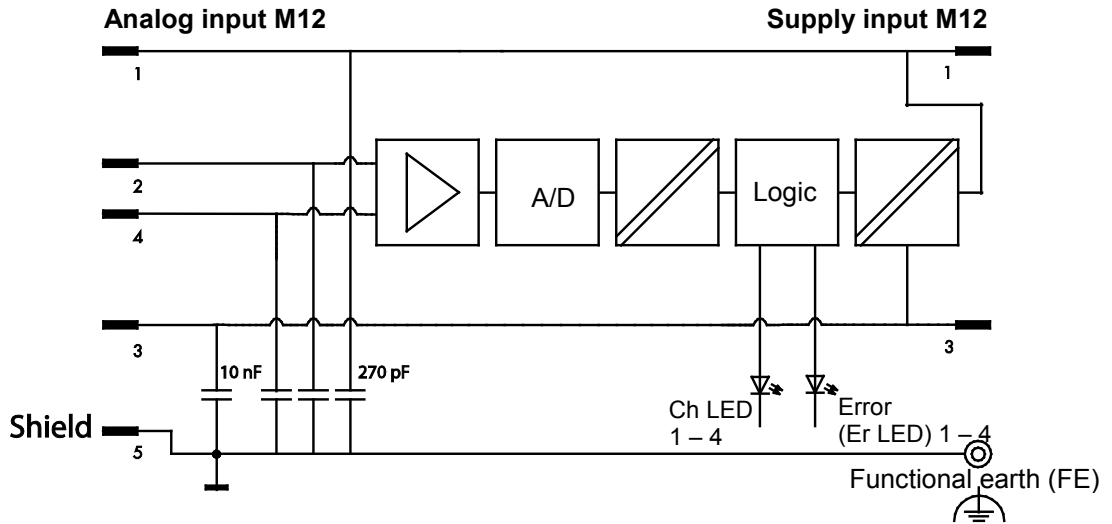 Analog input M12
Supply input M12
1
1
2
4
A/D
Logic
3
3
10 nF
270 pF
Ch LED
1 – 4
Error
(Er LED) 1 – 4
Shield
5
Functional earth (FE)